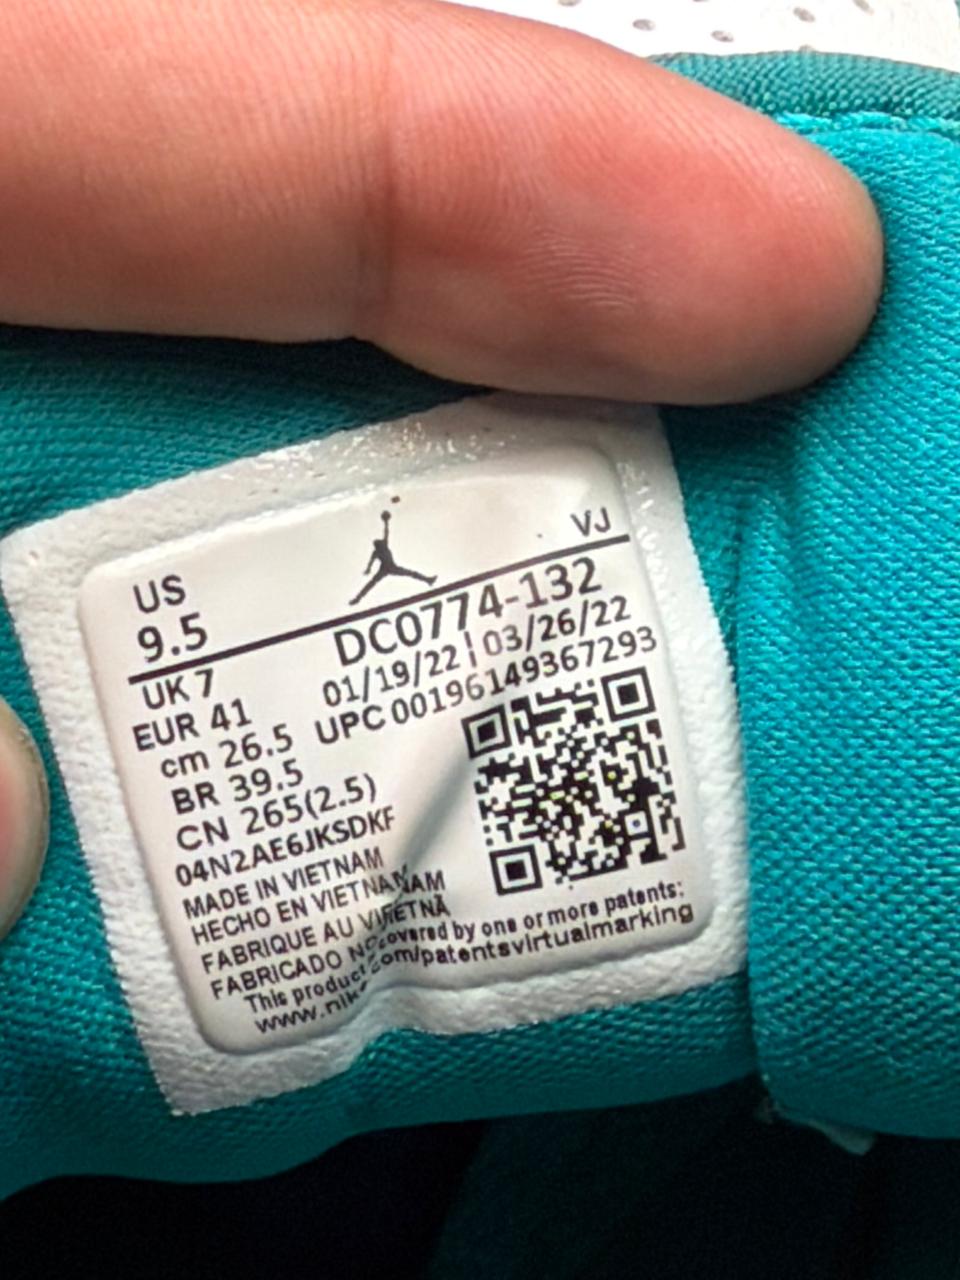 VJ
US
9.5
DC0774-132
01/19/22 | 03/26/22
UPC 00196149367293
UK 7
EUR 41
cm 26.5
BR 39.5
CN 265(2.5)
04N2AE6JKSDKF
MADE IN VIETNAM
HECHO EN VIETNAM
FABRIQUE AU
FABRICADO
This product covered by one or more patents:
www.nik com/patentsvirtualmarking